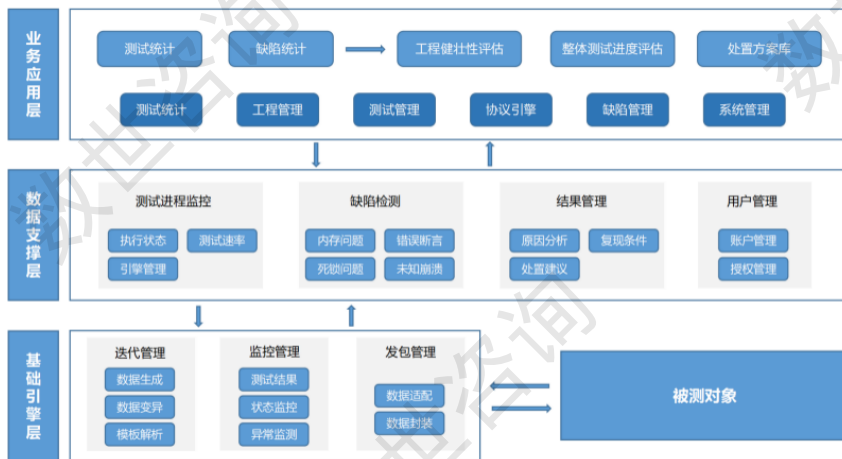 业务应用层
测试统计 缺陷统计 工程健壮性评估 整体测试进度评估 处置方案库
测试统计 工程管理 测试管理 协议引擎 缺陷管理 系统管理
数据支撑层
测试进程监控 缺陷检测 结果管理 用户管理
执行状态 测试速率 内存问题 错误断言 原因分析 复现条件 账户管理
引擎管理 死锁问题 未知崩溃 处置建议 授权管理
基础引擎层
迭代管理 监控管理 发包管理
数据生成 测试结果
数据适配 被测对象
数据变异 状态监控
数据封装
模板解析 异常监测
数世咨询
数世咨询
数